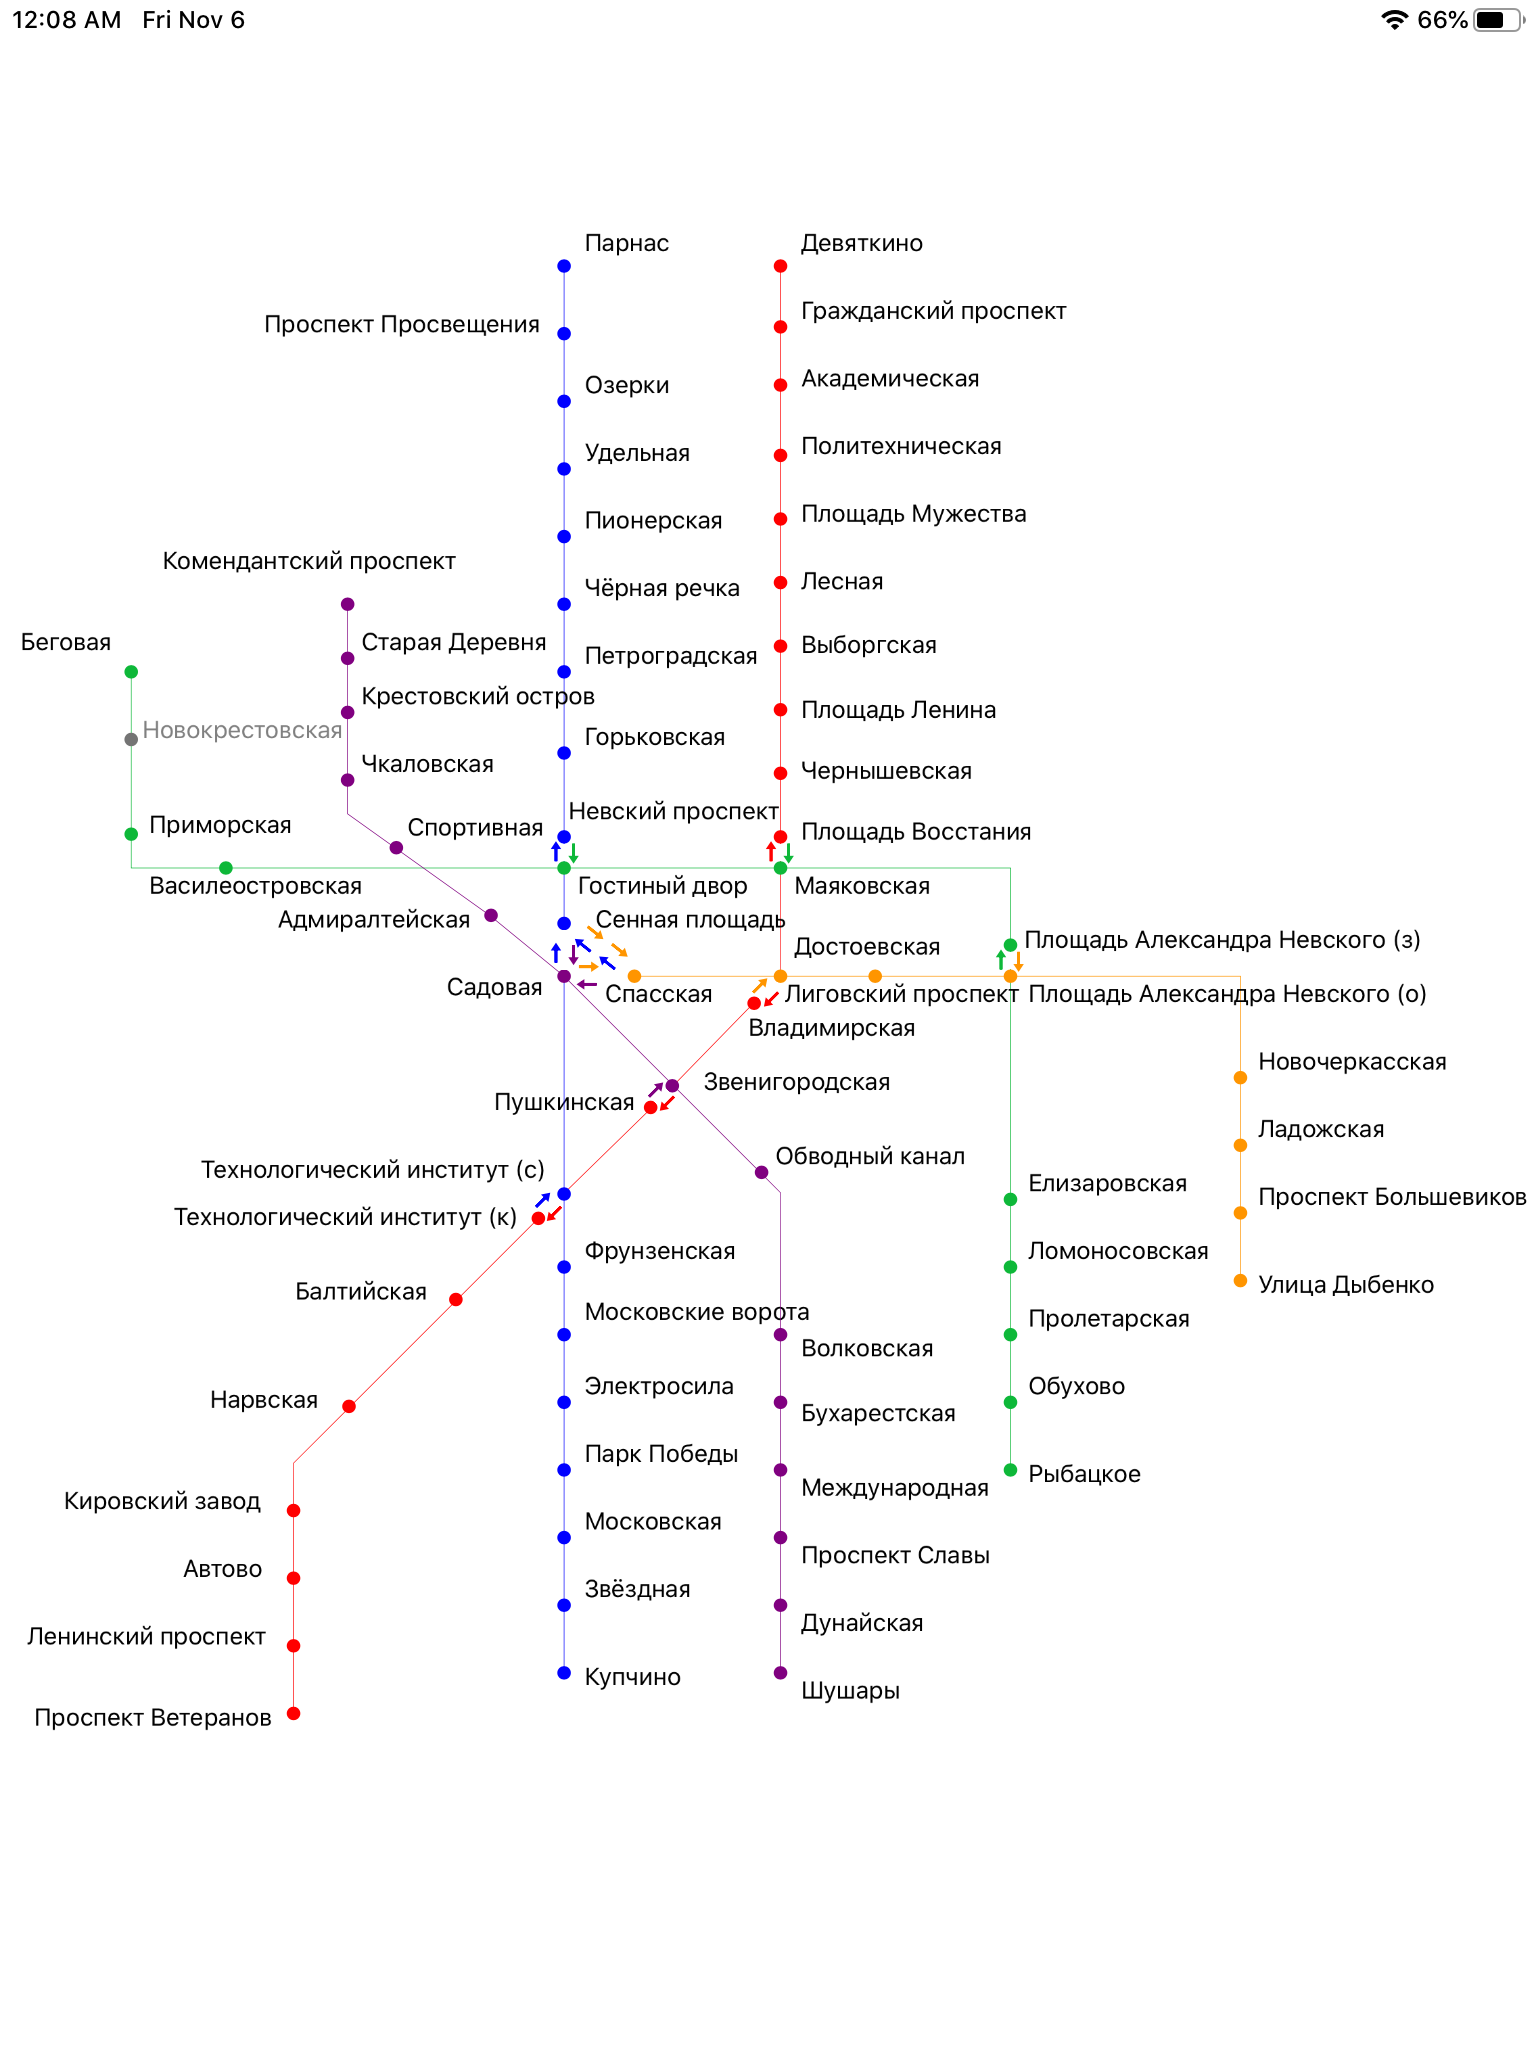 12:08 AM Fri Nov 6 66%
Парнас
Девяткино
Гражданский проспект
Проспект Просвещения
Академическая
Озерки
Политехническая
Удельная
Площадь Мужества
Пионерская
Комендантский проспект
Лесная
Чёрная речка
Беговая
Старая Деревня
Выборгская
Петроградская
Крестовский остров
Площадь Ленина
Новокрестовская
Горьковская
Чкаловская
Чернышевская
Невский проспект
Приморская
Спортивная
Площадь Восстания
Василеостровская
Гостиный двор
Маяковская
Адмиралтейская
Сенная площадь
Достоевская
Площадь Александра Невского (з)
Садовая
Спасская
Лиговский проспект
Площадь Александра Невского (о)
Владимирская
Новочеркасская
Звенигородская
Пушкинская
Ладожская
Обводный канал
Технологический институт (с)
Елизаровская
Проспект Большевиков
Технологический институт (к)
Фрунзенская
Ломоносовская
Балтийская
Улица Дыбенко
Московские ворота
Пролетарская
Волковская
Электросила
Обухово
Нарвская
Бухарестская
Парк Победы
Рыбацкое
Международная
Кировский завод
Московская
Проспект Славы
Автово
Звёздная
Дунайская
Ленинский проспект
Купчино
Шушары
Проспект Ветеранов